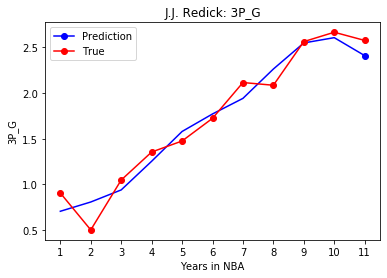 J.J. Redick: 3P_G
Prediction
True
3P_G
2.5
2.0
1.5
1.0
0.5
1 2 3 4 5 6 7 8 9 10 11
Years in NBA